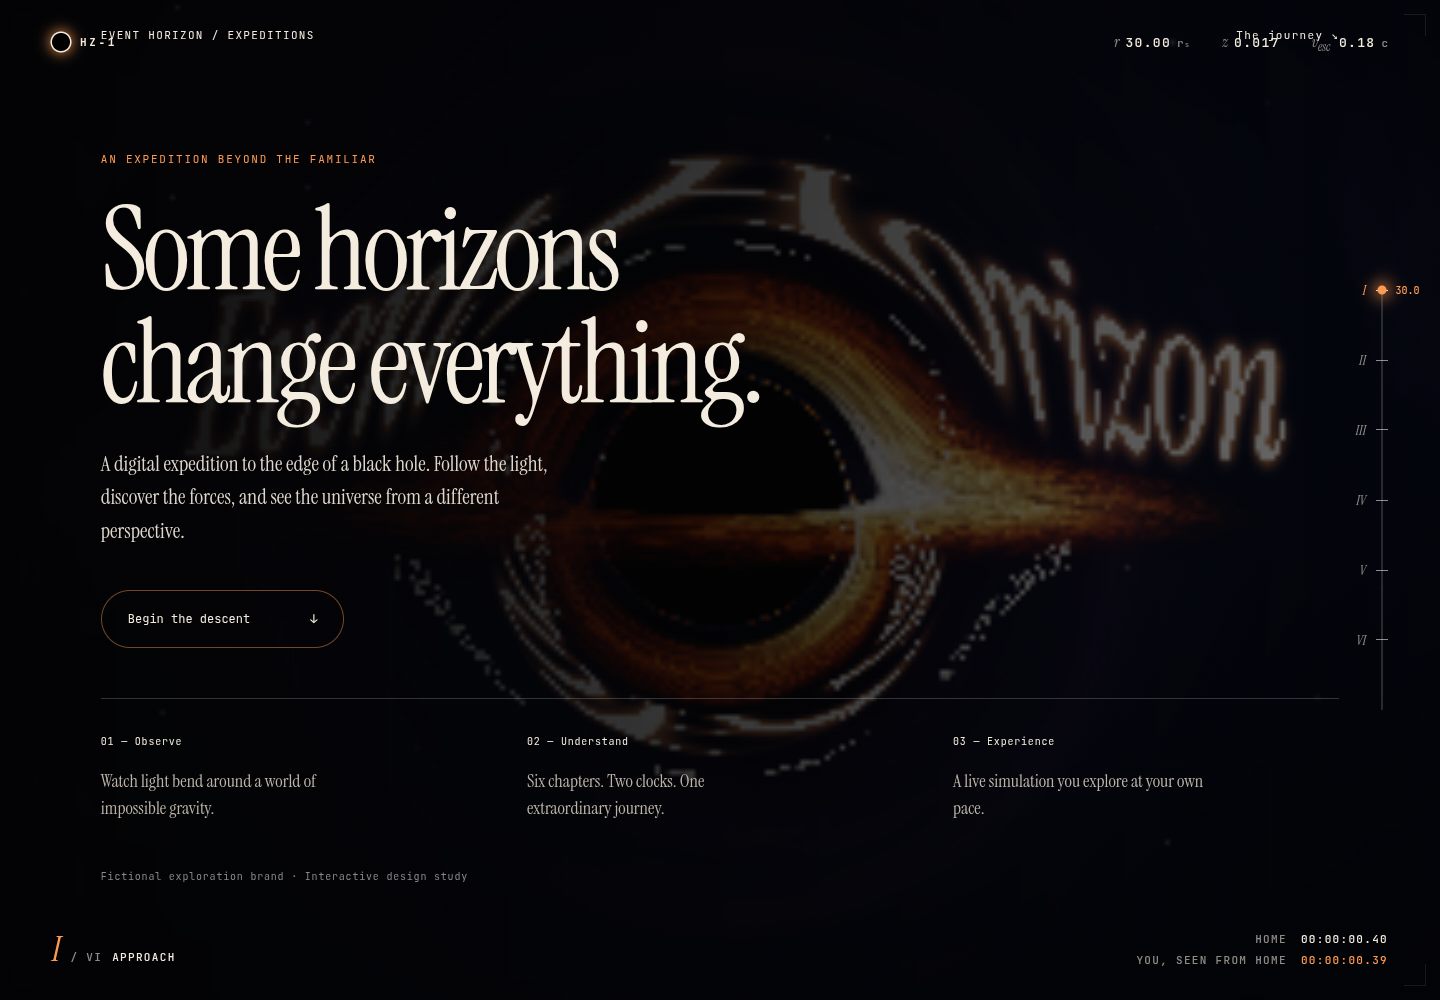 HZ-1
EVENT HORIZON / EXPEDITIONS
r 30.00 rₛ z 0.017 vesc 0.18 c
The journey ↘
AN EXPEDITION BEYOND THE FAMILIAR
Some horizons
change everything.
A digital expedition to the edge of a black hole. Follow the light,
discover the forces, and see the universe from a different
perspective.
Begin the descent ↓
I 30.0
II
III
IV
V
VI
01 — Observe
Watch light bend around a world of
impossible gravity.
02 — Understand
Six chapters. Two clocks. One
extraordinary journey.
03 — Experience
A live simulation you explore at your own
pace.
Fictional exploration brand · Interactive design study
I / VI APPROACH
HOME 00:00:00.40
YOU, SEEN FROM HOME 00:00:00.39